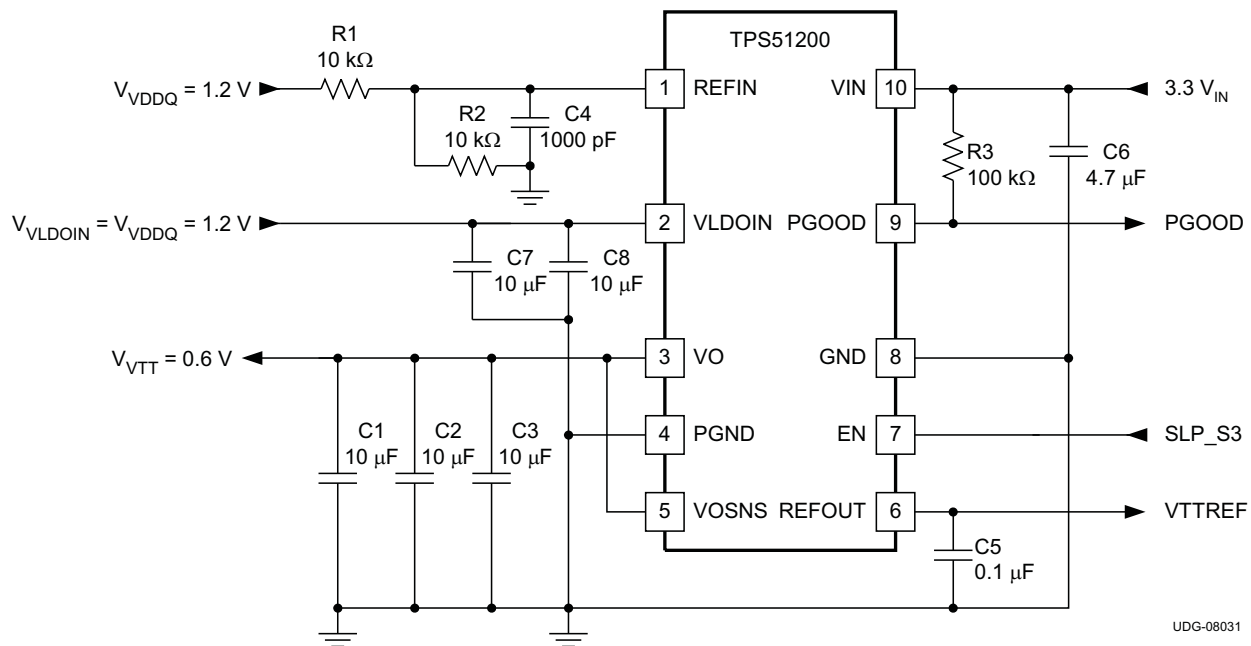 TPS51200
R1
10 kΩ
V_VDDQ = 1.2 V
1
REFIN
VIN
10
3.3 V_IN
R2
10 kΩ
C4
1000 pF
R3
100 kΩ
C6
4.7 μF
V_VLDOIN = V_VDDQ = 1.2 V
2
VLDOIN
PGOOD
9
PGOOD
C7
10 μF
C8
10 μF
V_VTT = 0.6 V
3
VO
GND
8
C1
10 μF
C2
10 μF
C3
10 μF
4
PGND
EN
7
SLP_S3
5
VOSNS
REFOUT
6
VTTREF
C5
0.1 μF
UDG-08031